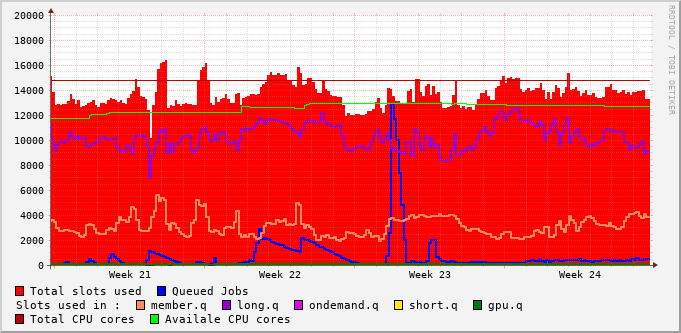 20000
18000
16000
14000
12000
10000
8000
6000
4000
2000
0
RRDTOOL / TOBI OETIKER
Week 21 Week 22 Week 23 Week 24
Total slots used Queued Jobs
Slots used in : member.q long.q ondemand.q short.q gpu.q
Total CPU cores Availale CPU cores